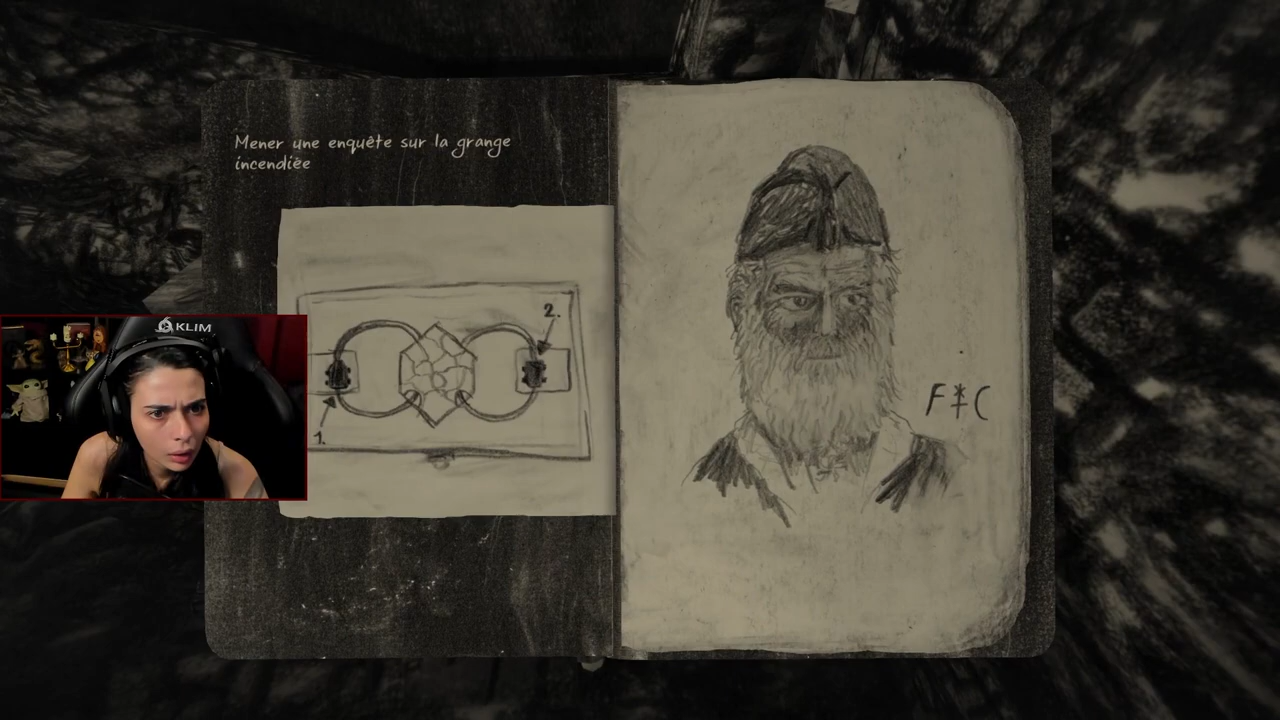 Mener une enquête sur la grange
incendiée
2.
1.
F‡C
KLIM